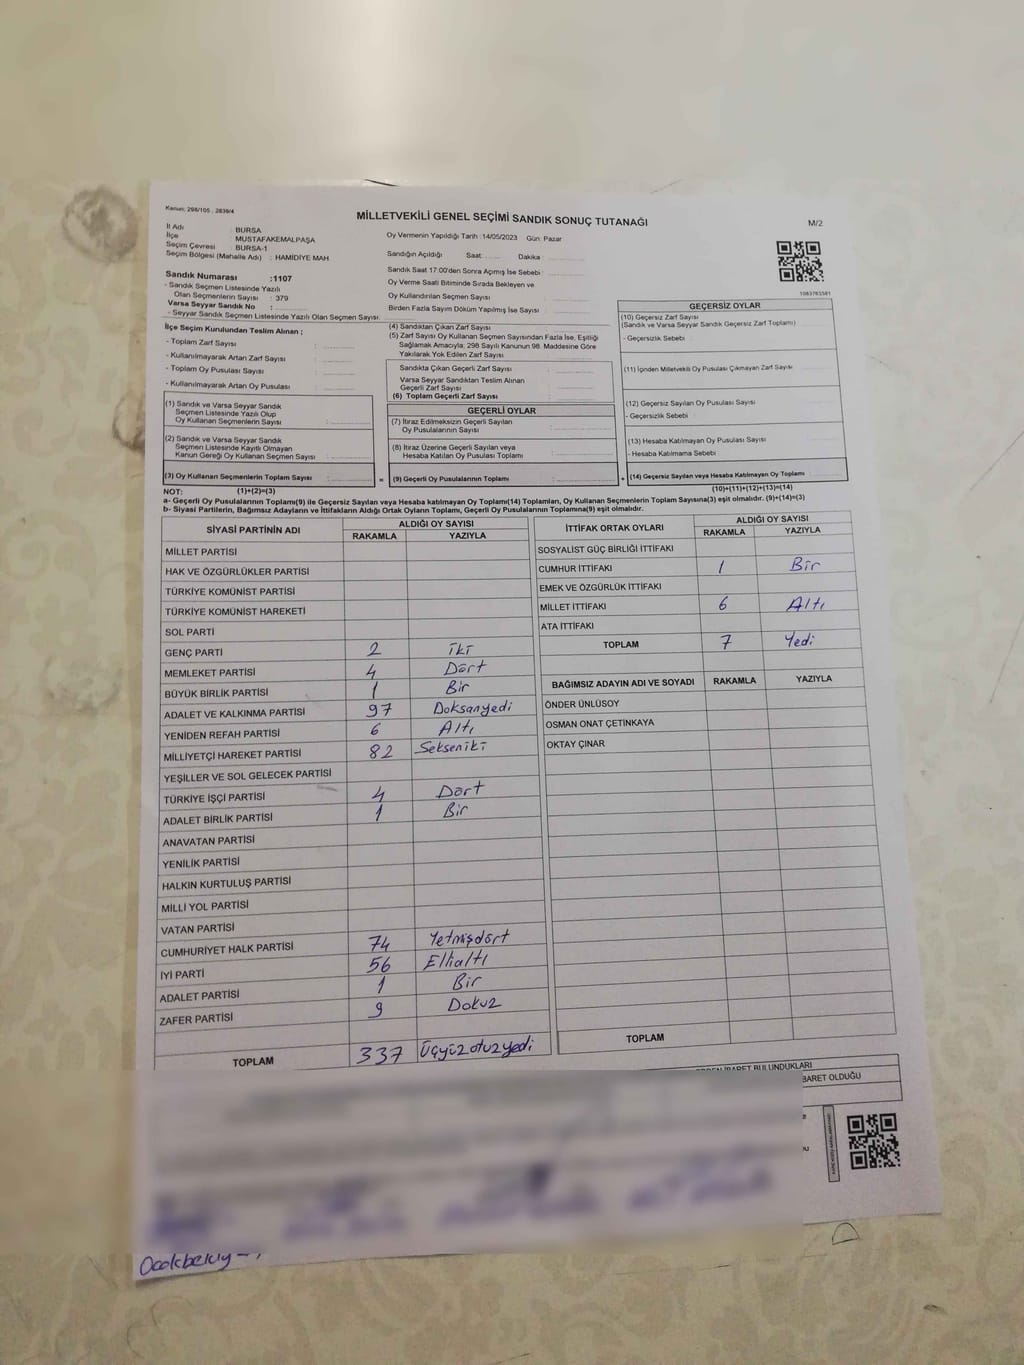 Kanun: 298/105 , 2839/4
MİLLETVEKİLİ GENEL SEÇİMİ SANDIK SONUÇ TUTANAĞI
M/2
İl Adı : BURSA
İlçe MUSTAFAKEMALPAŞA
Seçim Çevresi : BURSA-1
Seçim Bölgesi (Mahalle Adı) : HAMİDİYE MAH.
Sandık Numarası :1107
- Sandık Seçmen Listesinde Yazılı
Olan Seçmenlerin Sayısı : 379
Varsa Seyyar Sandık No :
- Seyyar Sandık Seçmen Listesinde Yazılı Olan Seçmen Sayısı:
Oy Vermenin Yapıldığı Tarih :14/05/2023 Gün: Pazar
Sandığın Açıldığı Saat: Dakika :
Sandık Saat 17:00'den Sonra Açımış İse Sebebi :
Oy Verme Saati Bitiminde Sırada Bekleyen ve
Oy Kullandırılan Seçmen Sayısı
Birden Fazla Sayım Döküm Yapılmış İse Sayısı :
1083763581
İlçe Seçim Kurulundan Teslim Alınan ;
- Toplam Zarf Sayısı :
- Kullanılmayarak Artan Zarf Sayısı :
- Toplam Oy Pusulası Sayısı :
- Kullanılmayarak Artan Oy Pusulası :
(4) Sandıktan Çıkan Zarf Sayısı
(5) Zarf Sayısı Oy Kullanan Seçmen Sayısından Fazla İse, Eşitliği
Sağlamak Amacıyla; 298 Sayılı Kanunun 98. Maddesine Göre
Yakılarak Yok Edilen Zarf Sayısı
Sandıkta Çıkan Geçerli Zarf Sayısı
Varsa Seyyar Sandıktan Teslim Alınan
Geçerli Zarf Sayısı
(6) Toplam Geçerli Zarf Sayısı
GEÇERSİZ OYLAR
(10) Geçersiz Zarf Sayısı
(Sandık ve Varsa Seyyar Sandık Geçersiz Zarf Toplamı)
- Geçersizlik Sebebi :
(11) İçinden Milletvekili Oy Pusulası Çıkmayan Zarf Sayısı
(12) Geçersiz Sayılan Oy Pusulası Sayısı
- Geçersizlik Sebebi :
(13) Hesaba Katılmayan Oy Pusulası Sayısı
- Hesaba Katılmama Sebebi :
(14) Geçersiz Sayılan veya Hesaba Katılmayan Oy Toplamı
(1) Sandık ve Varsa Seyyar Sandık
Seçmen Listesinde Yazılı Olup
Oy Kullanan Seçmenlerin Sayısı :
(2) Sandık ve Varsa Seyyar Sandık
Seçmen Listesinde Kayıtlı Olmayan
Kanun Gereği Oy Kullanan Seçmen Sayısı :
(3) Oy Kullanan Seçmenlerin Toplam Sayısı :
GEÇERLİ OYLAR
(7) İtiraz Edilmeksizin Geçerli Sayılan
Oy Pusulalarının Sayısı :
(8) İtiraz Üzerine Geçerli Sayılan veya
Hesaba Katılan Oy Pusulası Toplamı :
= (9) Geçerli Oy Pusulalarının Toplamı :
NOT: (1)+(2)=(3) (10)+(11)+(12)+(13)=(14)
a- Geçerli Oy Pusulalarının Toplamı(9) ile Geçersiz Sayılan veya Hesaba katılmayan Oy Toplamı(14) Toplamları, Oy Kullanan Seçmenlerin Toplam Sayısına(3) eşit olmalıdır. (9)+(14)=(3)
b- Siyasi Partilerin, Bağımsız Adayların ve İttifakların Aldığı Ortak Oyların Toplamı, Geçerli Oy Pusulalarının Toplamına(9) eşit olmalıdır.
SİYASİ PARTİNİN ADI ALDIĞI OY SAYISI
RAKAMLA YAZIYLA
MİLLET PARTİSİ
HAK VE ÖZGÜRLÜKLER PARTİSİ
TÜRKİYE KOMÜNİST PARTİSİ
TÜRKİYE KOMÜNİST HAREKETİ
SOL PARTİ
GENÇ PARTİ 2 İki
MEMLEKET PARTİSİ 4 Dört
BÜYÜK BİRLİK PARTİSİ 1 Bir
ADALET VE KALKINMA PARTİSİ 97 Doksanyedi
YENİDEN REFAH PARTİSİ 6 Altı
MİLLİYETÇİ HAREKET PARTİSİ 82 Sekseniki
YEŞİLLER VE SOL GELECEK PARTİSİ
TÜRKİYE İŞÇİ PARTİSİ 4 Dört
ADALET BİRLİK PARTİSİ 1 Bir
ANAVATAN PARTİSİ
YENİLİK PARTİSİ
HALKIN KURTULUŞ PARTİSİ
MİLLİ YOL PARTİSİ
VATAN PARTİSİ
CUMHURİYET HALK PARTİSİ 74 Yetmişdört
İYİ PARTİ 56 Ellialtı
ADALET PARTİSİ 1 Bir
ZAFER PARTİSİ 9 Dokuz
TOPLAM 337 Üçyüzotuzyedi
İTTİFAK ORTAK OYLARI ALDIĞI OY SAYISI
RAKAMLA YAZIYLA
SOSYALİST GÜÇ BİRLİĞİ İTTİFAKI
CUMHUR İTTİFAKI 1 Bir
EMEK VE ÖZGÜRLÜK İTTİFAKI
MİLLET İTTİFAKI 6 Altı
ATA İTTİFAKI
TOPLAM 7 Yedi
BAĞIMSIZ ADAYIN ADI VE SOYADI RAKAMLA YAZIYLA
ÖNDER ÜNLÜSOY
OSMAN ONAT ÇETİNKAYA
OKTAY ÇINAR
TOPLAM
BULUNDUKLARI
BARET OLDUĞU